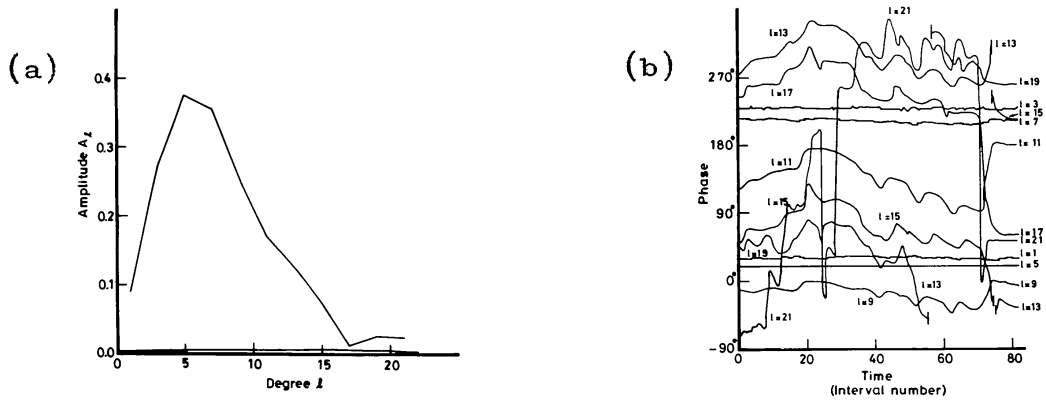 (a)
Amplitude A_ℓ
0.4
0.3
0.2
0.1
0.0
0
5
10
15
20
Degree ℓ
(b)
Phase
270°
180°
90°
0°
-90°
l=13
l=21
l=13
l=19
l=17
l=3
l=15
l=7
l=11
l=11
l=15
l=15
l=17
l=21
l=19
l=1
l=5
l=9
l=13
l=9
l=13
l=21
0 20 40 60 80
Time
(Interval number)